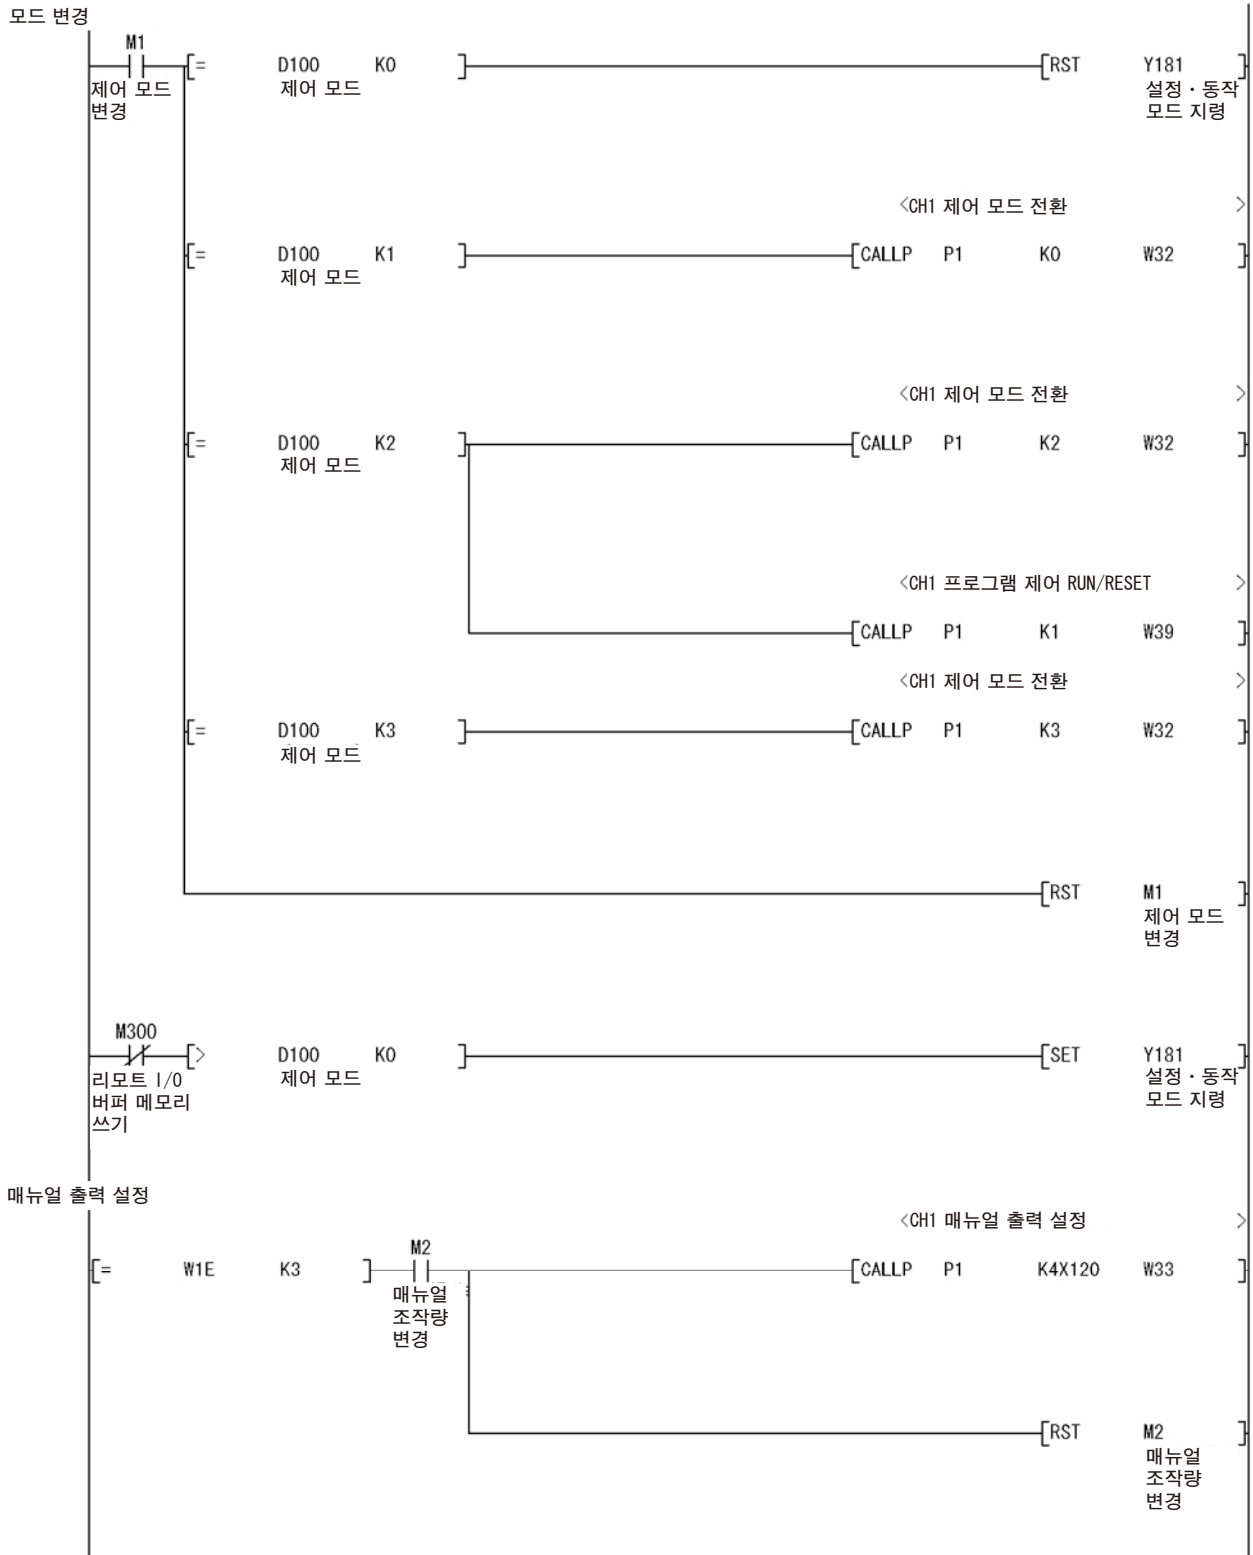 모드 변경
M1
[= D100 K0 ] [RST Y181 ]
제어 모드 변경
제어 모드
설정・동작 모드 지령
<CH1 제어 모드 전환 >
[= D100 K1 ] [CALLP P1 K0 W32 ]
제어 모드
<CH1 제어 모드 전환 >
[= D100 K2 ] [CALLP P1 K2 W32 ]
제어 모드
<CH1 프로그램 제어 RUN/RESET >
[CALLP P1 K1 W39 ]
<CH1 제어 모드 전환 >
[= D100 K3 ] [CALLP P1 K3 W32 ]
제어 모드
[RST M1 ]
제어 모드
변경
M300
[> D100 K0 ] [SET Y181 ]
리모트 I/O
버퍼 메모리
쓰기
제어 모드
설정・동작
모드 지령
매뉴얼 출력 설정
<CH1 매뉴얼 출력 설정 >
M2
[= W1E K3 ] [CALLP P1 K4X120 W33 ]
매뉴얼
조작량
변경
[RST M2 ]
매뉴얼
조작량
변경